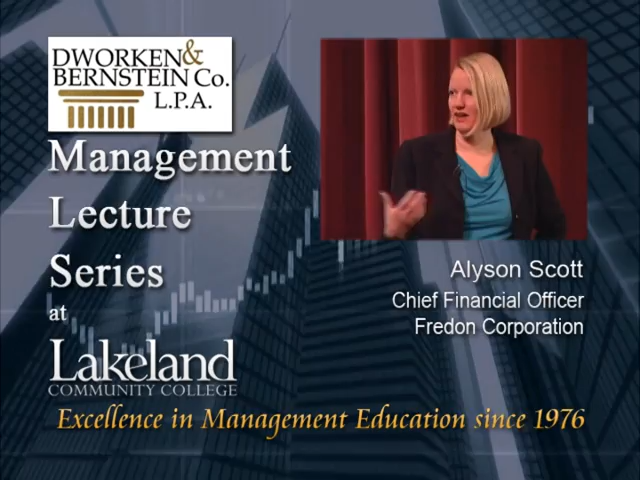 DWORKEN &
BERNSTEIN Co.
L.P.A.
Management
Lecture
Series
at
Lakeland
COMMUNITY COLLEGE
Alyson Scott
Chief Financial Officer
Fredon Corporation
Excellence in Management Education since 1976